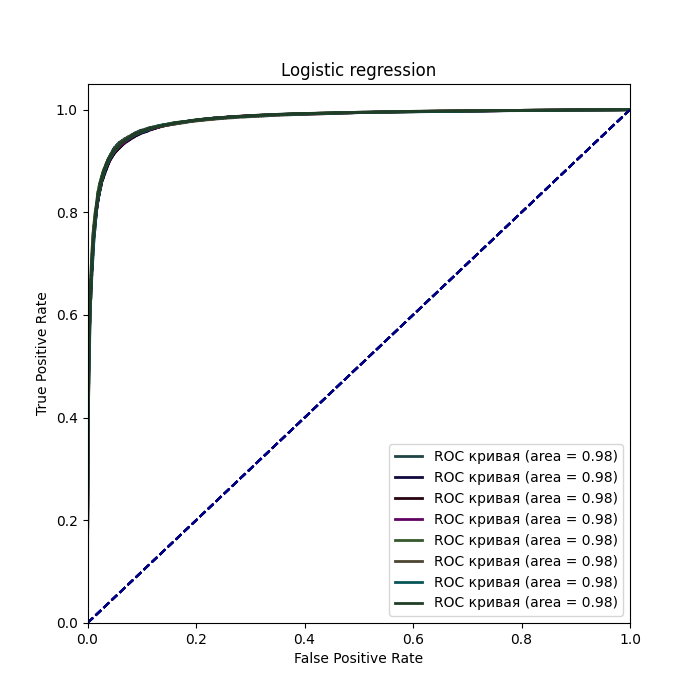 Logistic regression
True Positive Rate
1.0
0.8
0.6
0.4
0.2
0.0
ROC кривая (area = 0.98)
ROC кривая (area = 0.98)
ROC кривая (area = 0.98)
ROC кривая (area = 0.98)
ROC кривая (area = 0.98)
ROC кривая (area = 0.98)
ROC кривая (area = 0.98)
ROC кривая (area = 0.98)
0.0 0.2 0.4 0.6 0.8 1.0
False Positive Rate